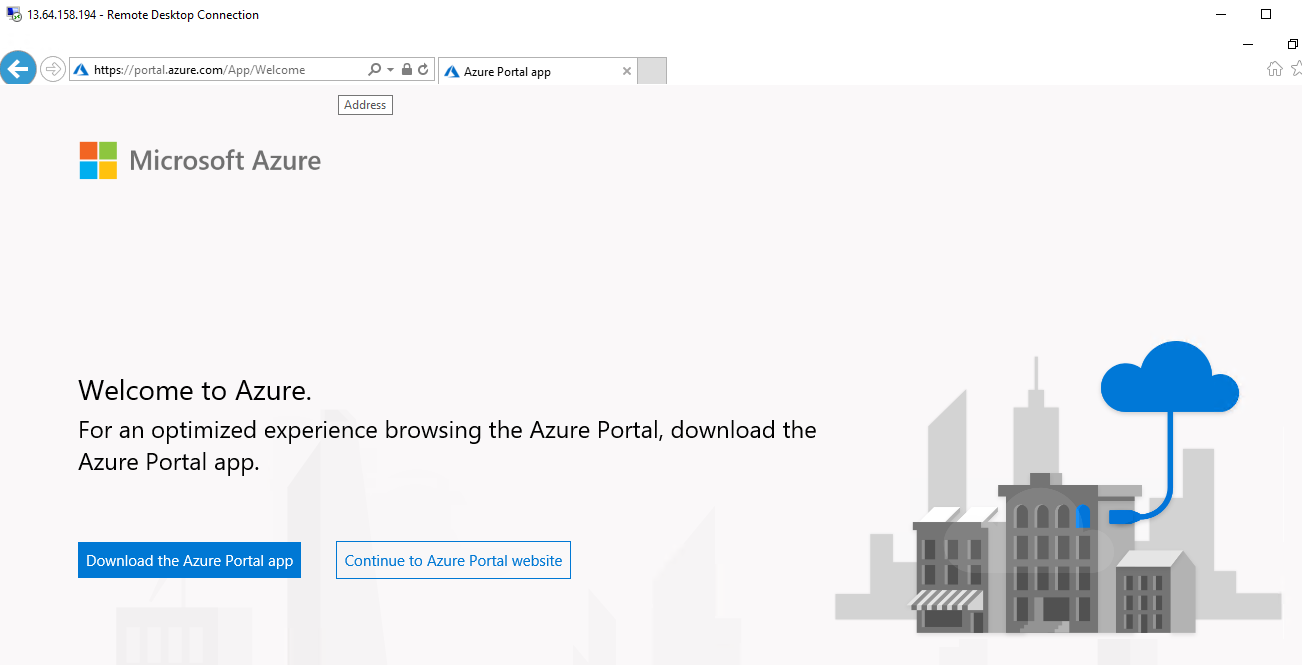 13.64.158.194 - Remote Desktop Connection
https://portal.azure.com/App/Welcome
Azure Portal app
Address
Microsoft Azure
Welcome to Azure.
For an optimized experience browsing the Azure Portal, download the
Azure Portal app.
Download the Azure Portal app
Continue to Azure Portal website